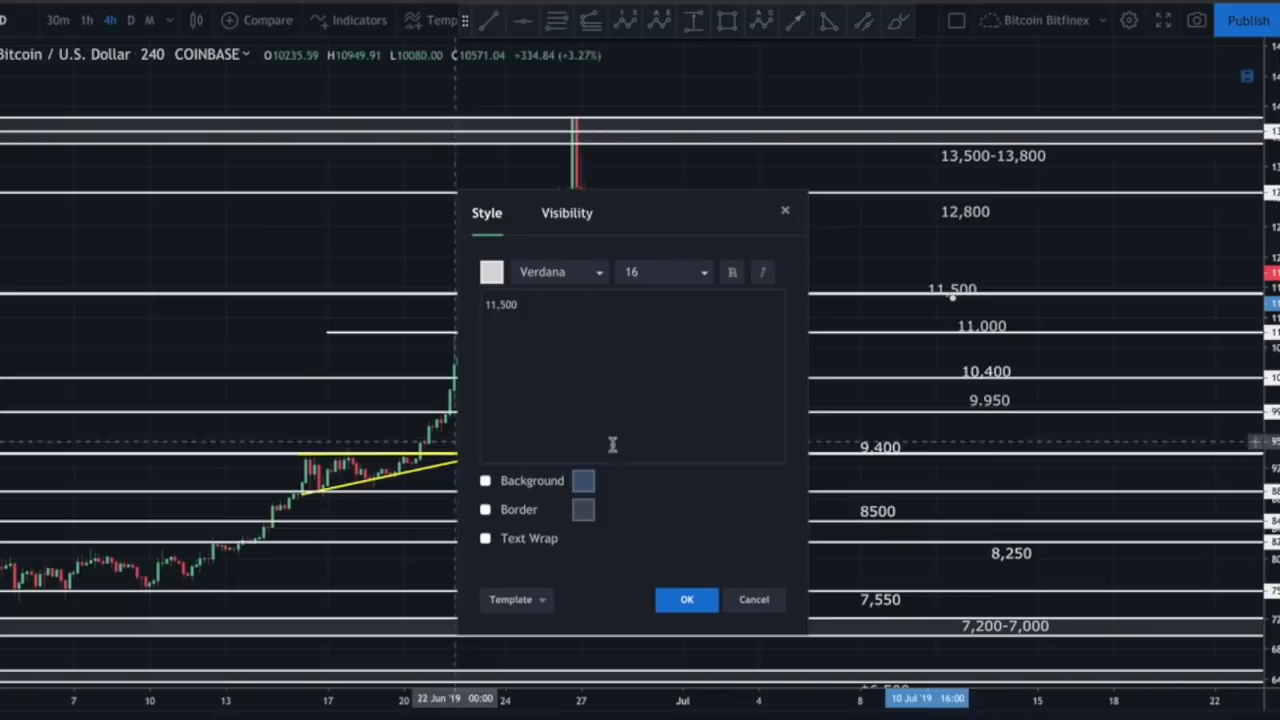 D 30m 1h 4h D M Compare Indicators Temp Bitcoin Bitfinex Publish
Bitcoin / U.S. Dollar 240 COINBASE O10235.59 H10949.91 L10080.00 C10571.04 +334.84 (+3.27%)
13,500-13,800
12,800
Style Visibility
Verdana 16 B I
11,500
11,500
11,000
10,400
9.950
9,400
Background
8500
Border
Text Wrap
8,250
Template OK Cancel
7,550
7,200-7,000
7 10 13 17 20 22 Jun '19 00:00 24 27 Jul 4 8 10 Jul '19 16:00 15 18 22